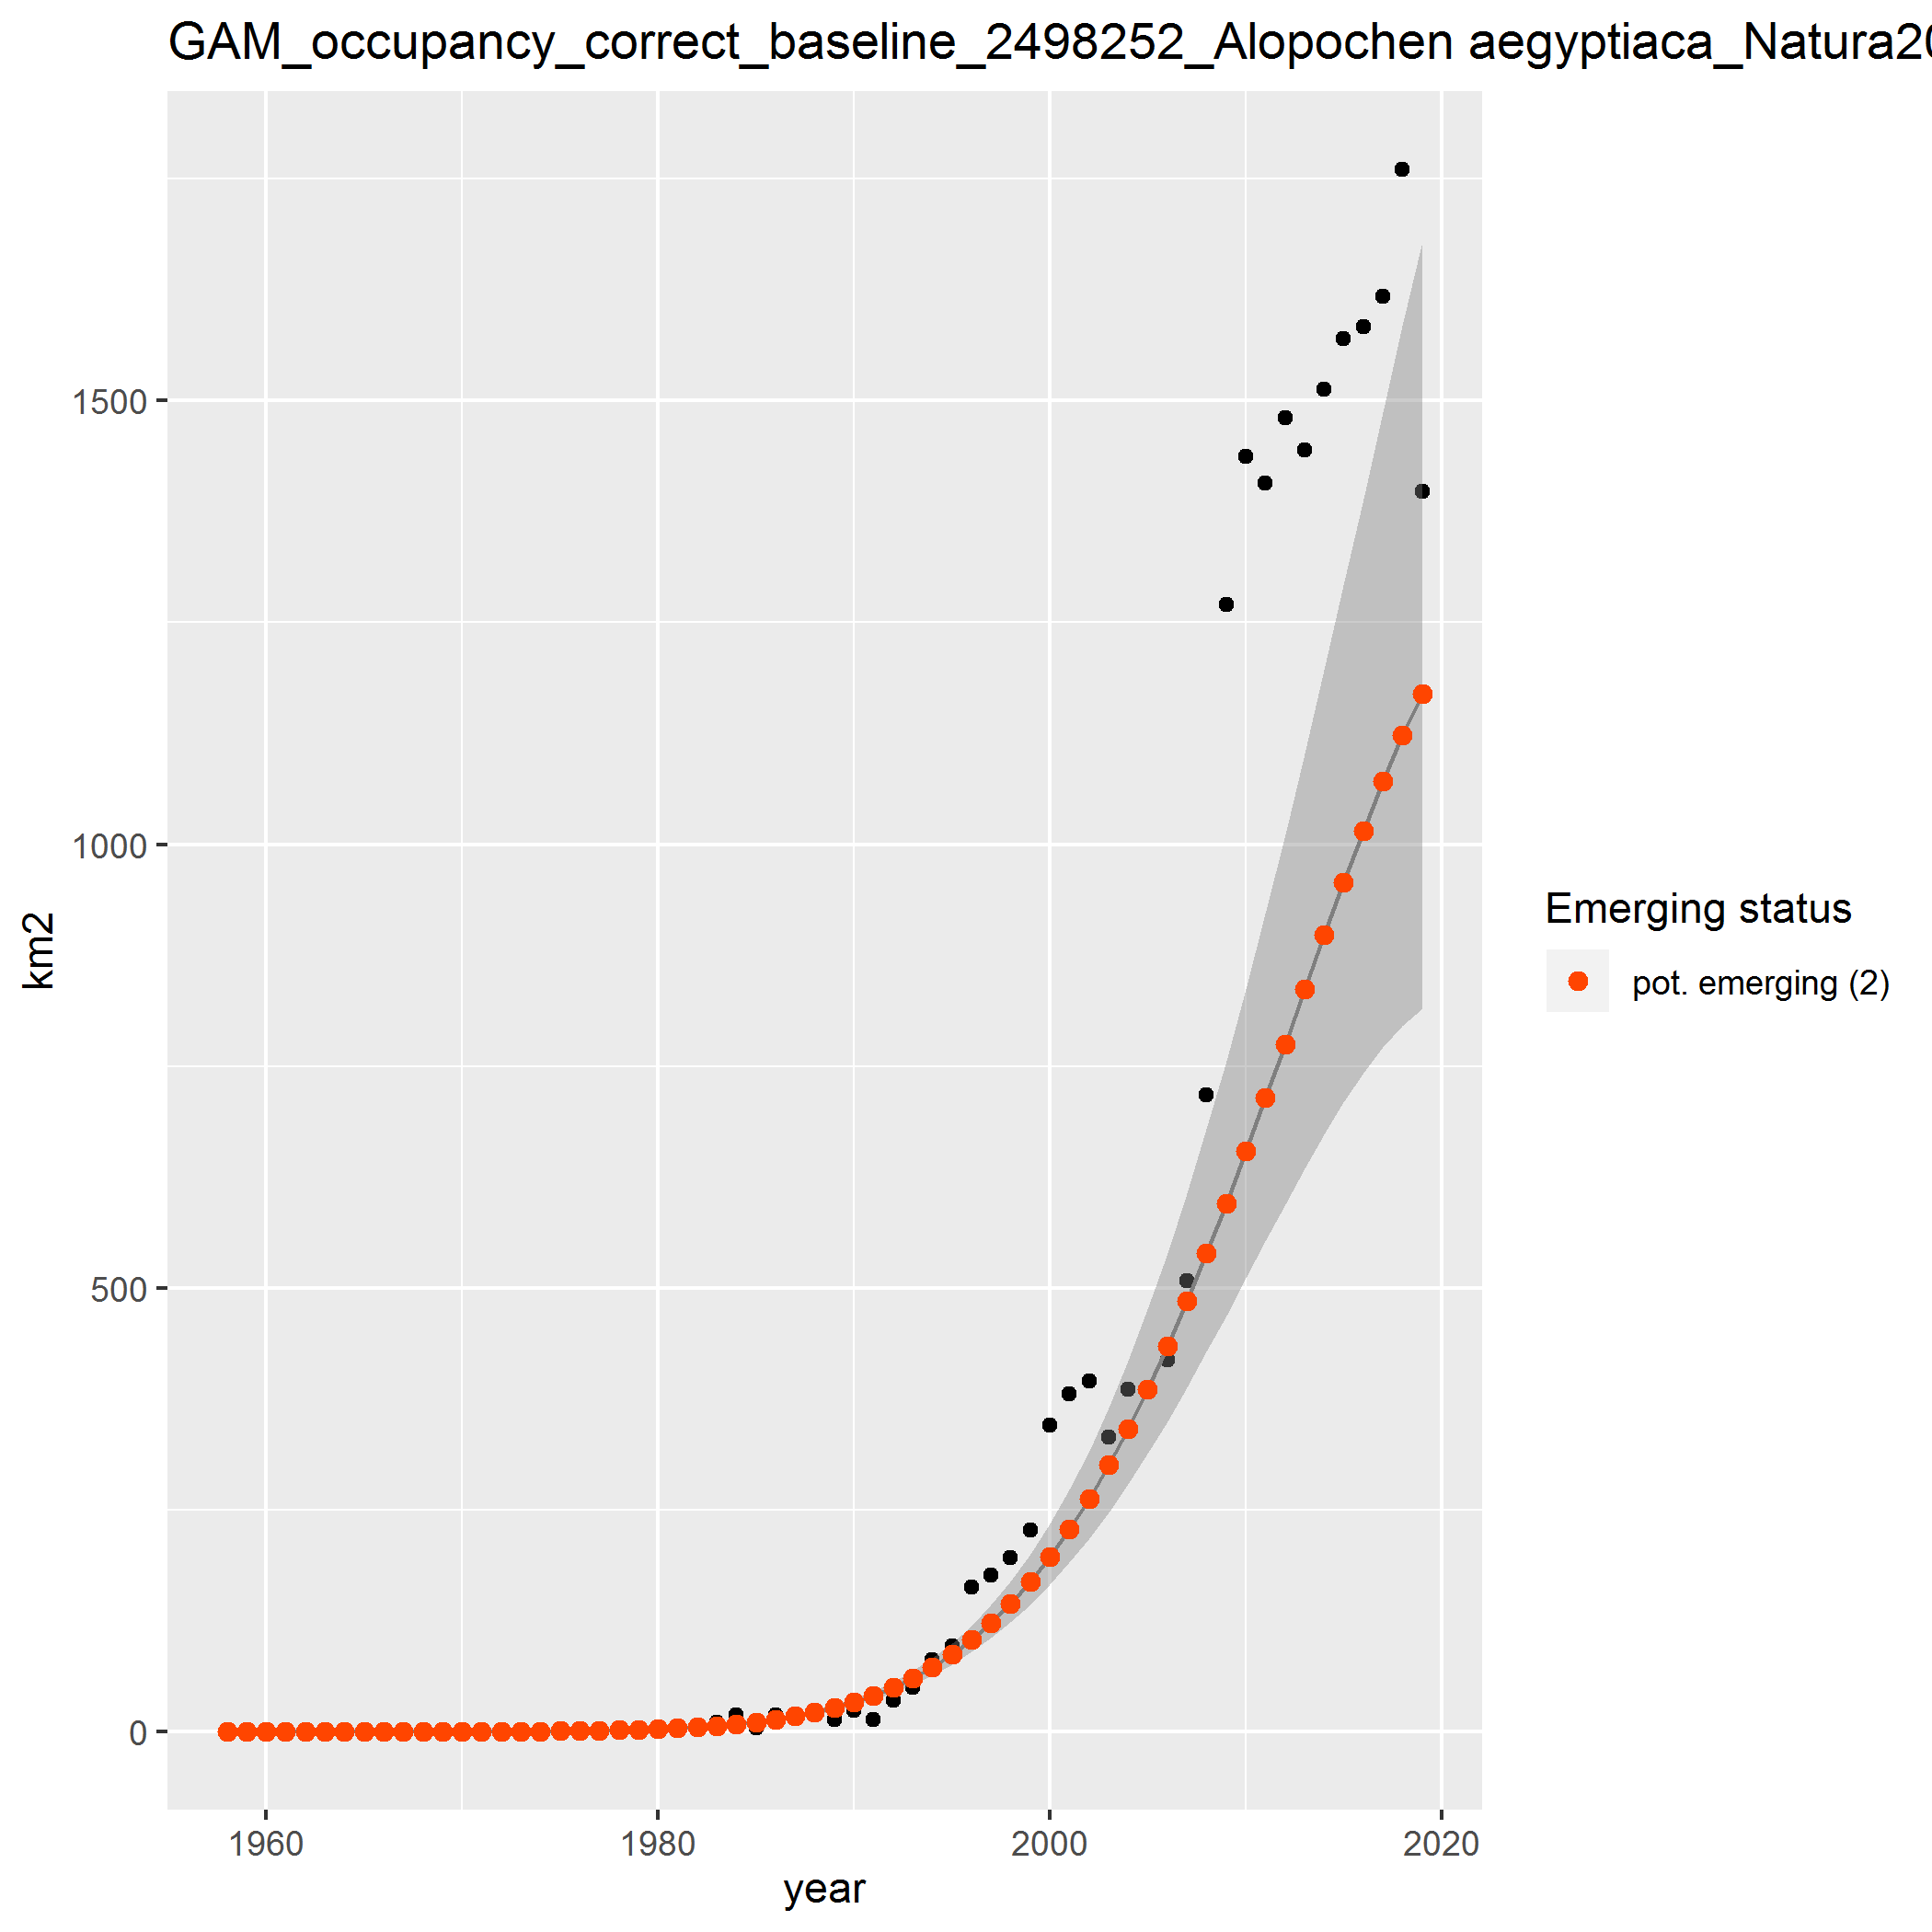 GAM_occupancy_correct_baseline_2498252_Alopochen aegyptiaca_Natura20
1500
1000
500
0
km2
1960 1980 2000 2020
year
Emerging status
pot. emerging (2)